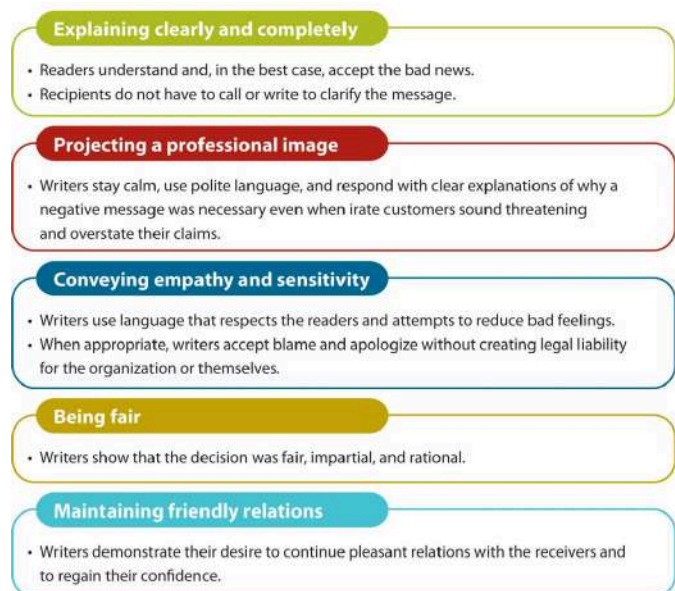 Explaining clearly and completely
• Readers understand and, in the best case, accept the bad news.
• Recipients do not have to call or write to clarify the message.
Projecting a professional image
• Writers stay calm, use polite language, and respond with clear explanations of why a
negative message was necessary even when irate customers sound threatening
and overstate their claims.
Conveying empathy and sensitivity
• Writers use language that respects the readers and attempts to reduce bad feelings.
• When appropriate, writers accept blame and apologize without creating legal liability
for the organization or themselves.
Being fair
• Writers show that the decision was fair, impartial, and rational.
Maintaining friendly relations
• Writers demonstrate their desire to continue pleasant relations with the receivers and
to regain their confidence.